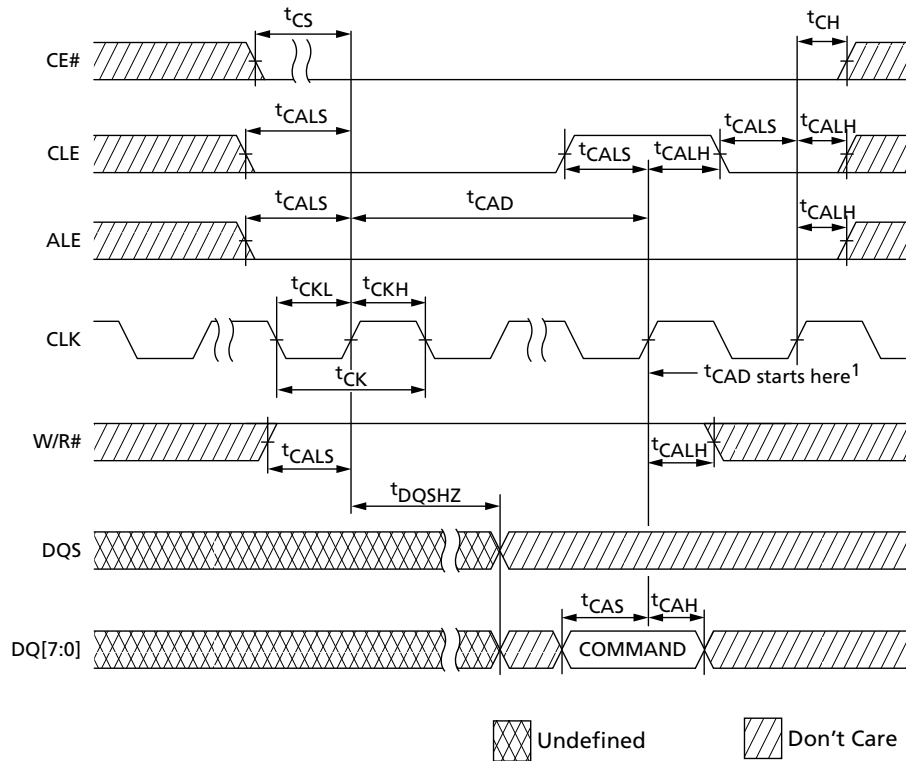 tCS
tCH
CE#
tCALS
tCALS
tCALH
CLE
tCALS
tCALH
tCALS
tCAD
tCALH
ALE
tCKL
tCKH
CLK
tCK
tCAD starts here1
W/R#
tCALS
tCALH
tDQSHZ
DQS
tCAS
tCAH
DQ[7:0]
COMMAND
Undefined
Don't Care